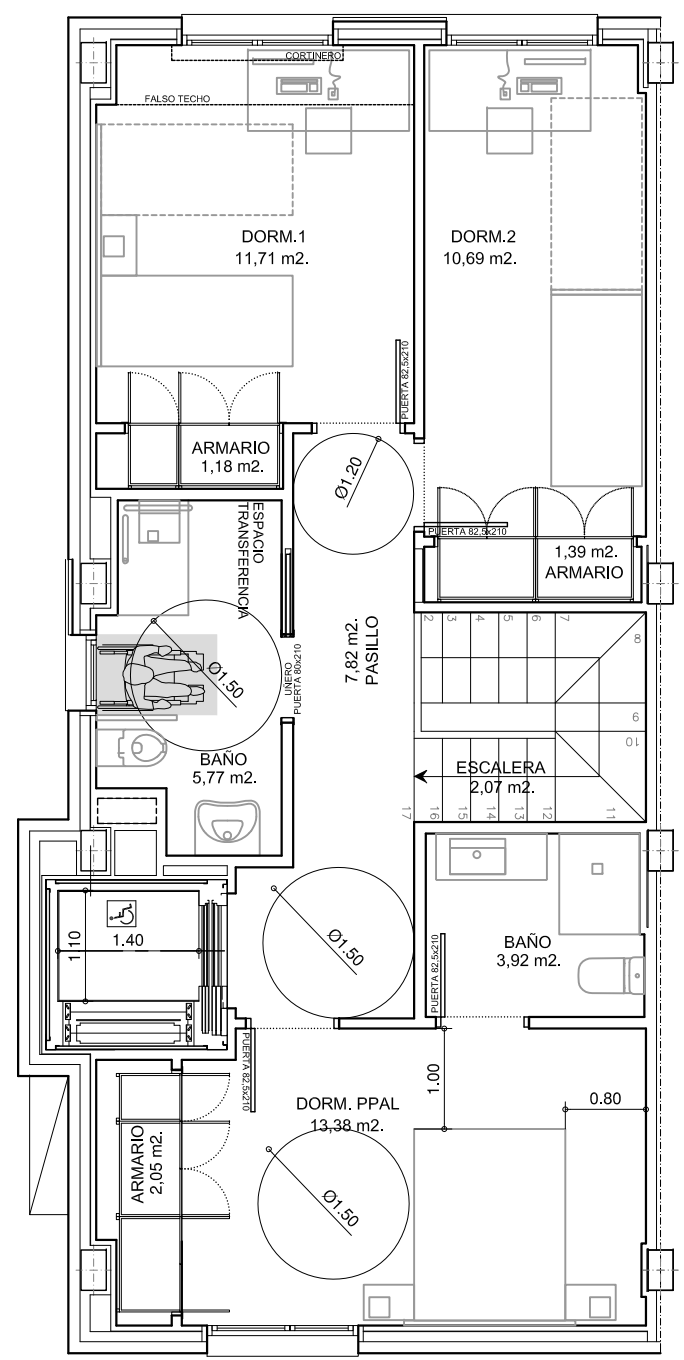 CORTINERO
FALSO TECHO
DORM.1
11,71 m2.
DORM.2
10,69 m2.
PUERTA 82,5x210
ARMARIO
1,18 m2.
Ø1.20
PUERTA 82,5x210
1,39 m2.
ARMARIO
ESPACIO
TRANSFERENCIA
Ø1.50
UÑERO
PUERTA 80x210
7,82 m2.
PASILLO
2
3
4
5
6
7
8
9
10
11
12
13
14
15
16
17
ESCALERA
2,07 m2.
BAÑO
5,77 m2.
1.10
1.40
Ø1.50
BAÑO
3,92 m2.
PUERTA 82.5x210
PUERTA 82,5x210
1.00
0.80
DORM. PPAL
13,38 m2.
ARMARIO
2,05 m2.
Ø1.50